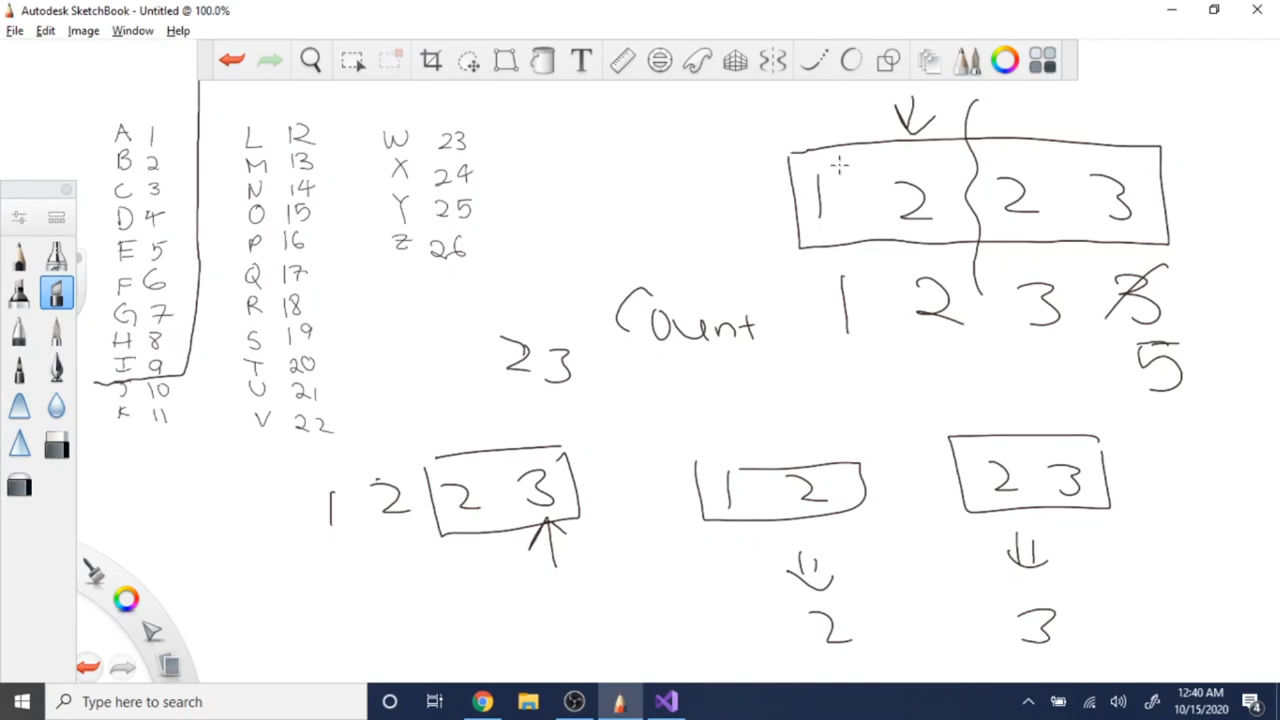 Autodesk SketchBook - Untitled @ 100.0%
File Edit Image Window Help
A 1
B 2
C 3
D 4
E 5
F 6
G 7
H 8
I 9
J 10
K 11
L 12
M 13
N 14
O 15
P 16
Q 17
R 18
S 19
T 20
U 21
V 22
W 23
X 24
Y 25
Z 26
1 2 2 3
Count 1 2 3 3
5
23
1 2 2 3
1 2
2 3
2
3
Type here to search
12:40 AM
10/15/2020
4